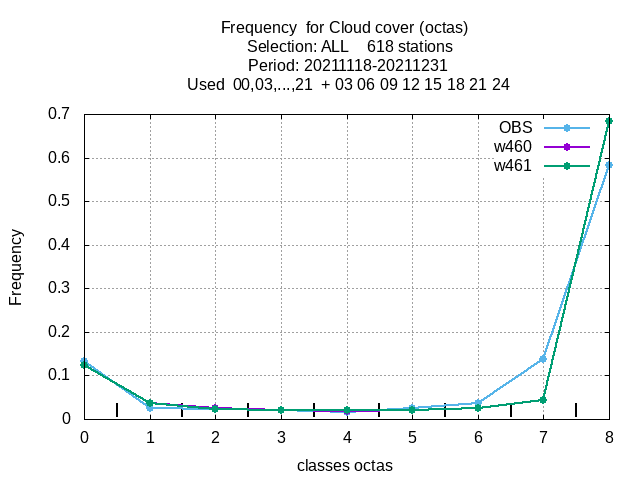 Frequency  for Cloud cover (octas)
Selection: ALL    618 stations
Period: 20211118-20211231
Used  00,03,...,21  + 03 06 09 12 15 18 21 24
0.7
0.6
0.5
0.4
0.3
0.2
0.1
0
Frequency
OBS
w460
w461
0 1 2 3 4 5 6 7 8
classes octas